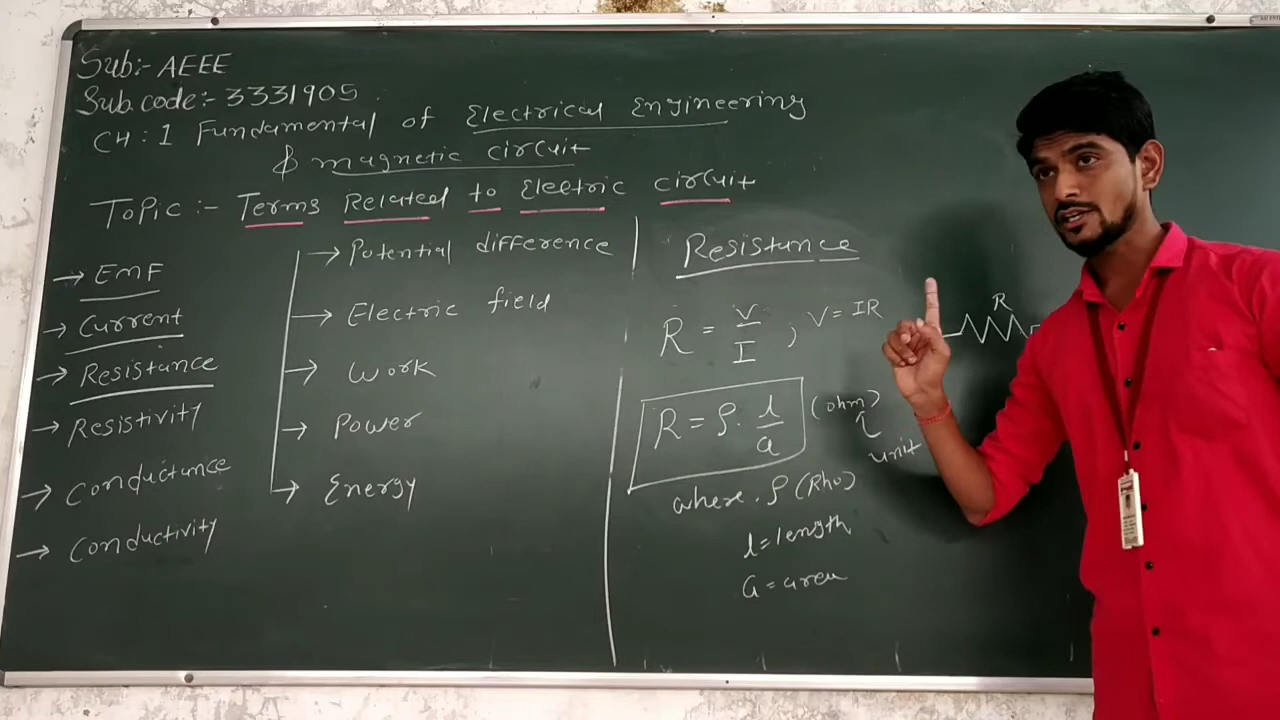 Sub:- AEEE
Sub.code:- 3331905
CH:1 Fundamental of Electrical Engineering
& magnetic circuit
Topic:- Terms Related to Electric circuit
→ EMF
→ Current
→ Resistance
→ Resistivity
→ Conductance
→ Conductivity
→ Potential difference
→ Electric field
→ Work
→ Power
→ Energy
Resistance
R = V/I ; V = IR
R
R = ρ. l/a (ohm)
unit
where. ρ (Rho)
l = length
a = area